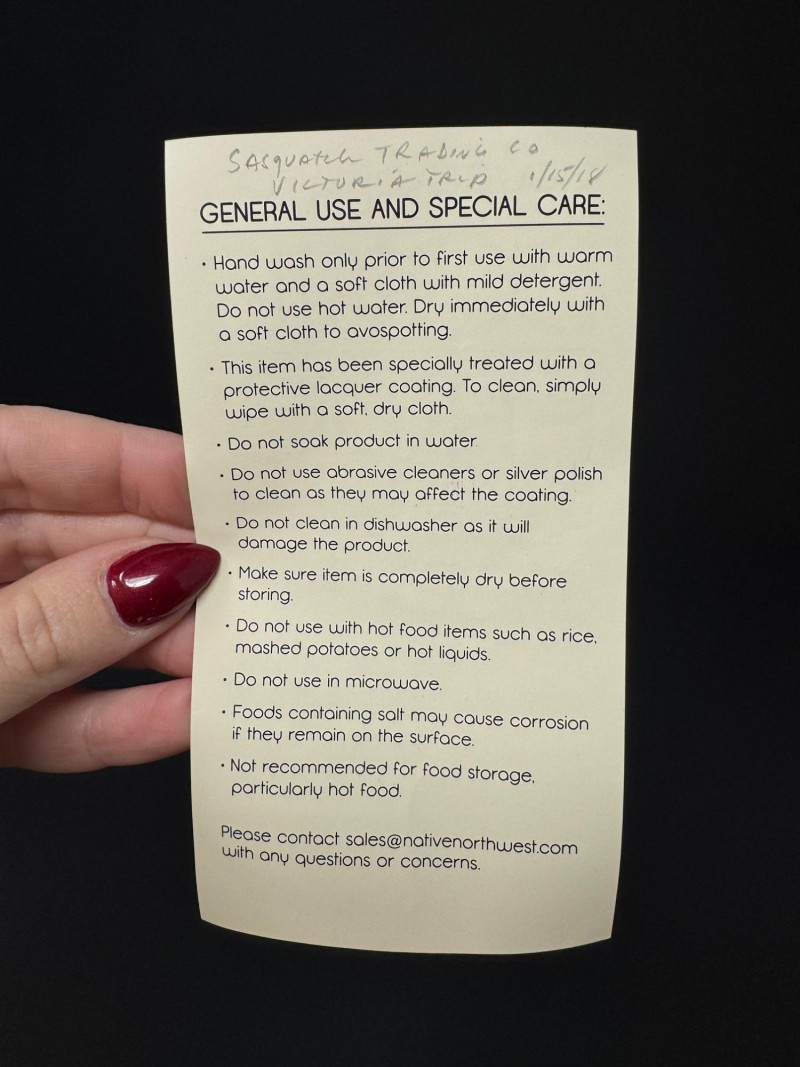 SASQUATCH TRADING CO
VICTORIA TRIP 1/15/18
GENERAL USE AND SPECIAL CARE:
• Hand wash only prior to first use with warm
water and a soft cloth with mild detergent.
Do not use hot water. Dry immediately with
a soft cloth to avospotting.
• This item has been specially treated with a
protective lacquer coating. To clean, simply
wipe with a soft, dry cloth.
• Do not soak product in water
• Do not use abrasive cleaners or silver polish
to clean as they may affect the coating.
• Do not clean in dishwasher as it will
damage the product.
• Make sure item is completely dry before
storing.
• Do not use with hot food items such as rice,
mashed potatoes or hot liquids.
• Do not use in microwave.
• Foods containing salt may cause corrosion
if they remain on the surface.
• Not recommended for food storage,
particularly hot food.
Please contact sales@nativenorthwest.com
with any questions or concerns.